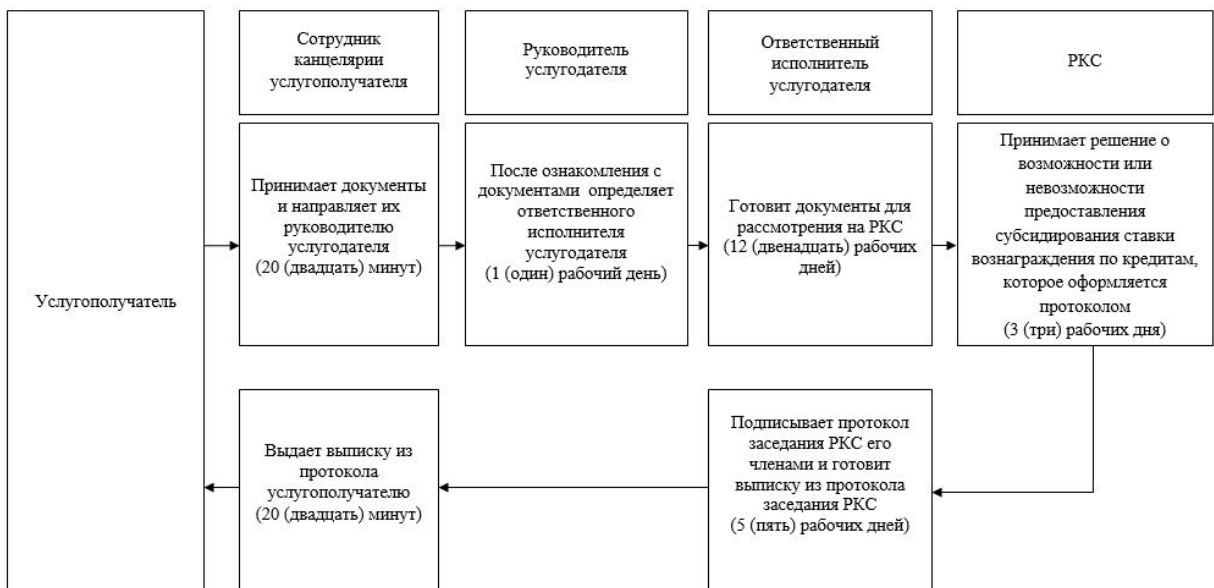 Услугополучатель
Сотрудник
канцелярии
услугополучателя
Руководитель
услугодателя
Ответственный
исполнитель
услугодателя
РКС
Принимает документы
и направляет их
руководителю
услугодателя
(20 (двадцать) минут)
После ознакомления с
документами определяет
ответственного
исполнителя
услугодателя
(1 (один) рабочий день)
Готовит документы для
рассмотрения на РКС
(12 (двенадцать) рабочих
дней)
Принимает решение о
возможности или
невозможности
предоставления
субсидирования ставки
вознаграждения по кредитам,
которое оформляется
протоколом
(3 (три) рабочих дня)
Подписывает протокол
заседания РКС его
членами и готовит
выписку из протокола
заседания РКС
(5 (пять) рабочих дней)
Выдает выписку из
протокола
услугополучателю
(20 (двадцать) минут)